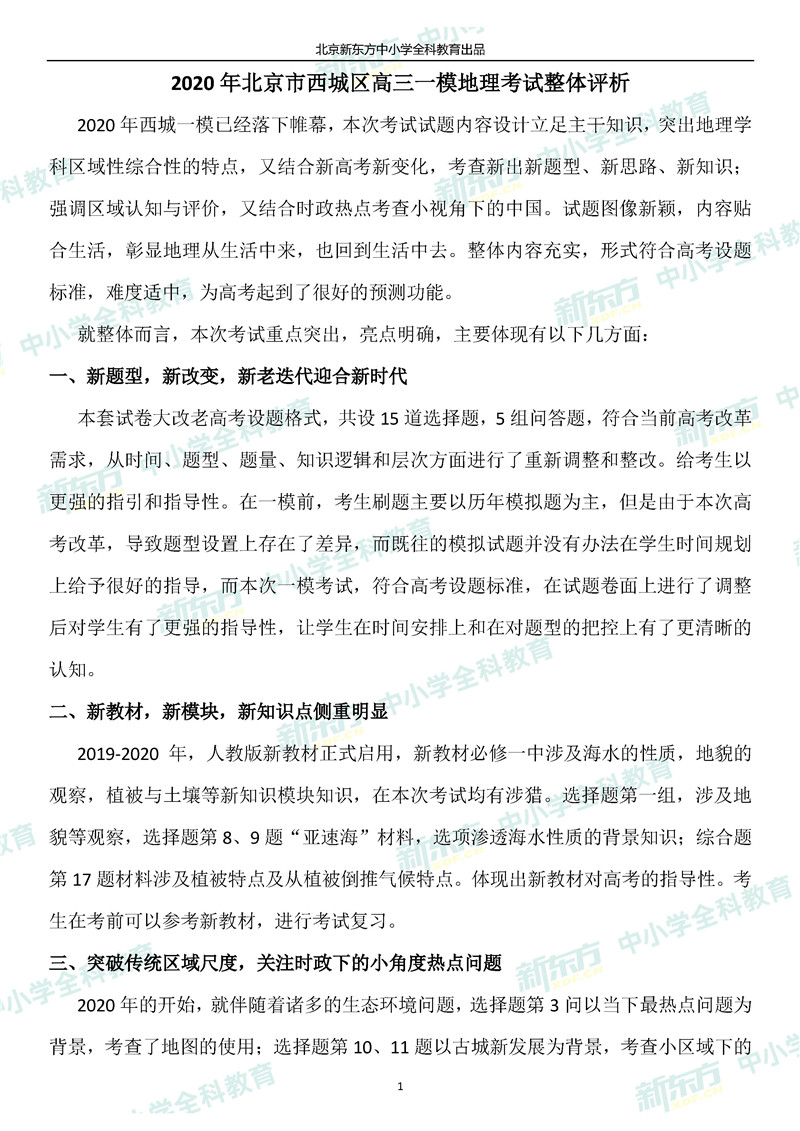 北京新东方中小学全科教育出品
2020 年北京市西城区高三一模地理考试整体评析
2020 年西城一模已经落下帷幕，本次考试试题内容设计立足主干知识，突出地理学
科区域性综合性的特点，又结合新高考新变化，考查新出新题型、新思路、新知识；
强调区域认知与评价，又结合时政热点考查小视角下的中国。试题图像新颖，内容贴
合生活，彰显地理从生活中来，也回到生活中去。整体内容充实，形式符合高考设题
标准，难度适中，为高考起到了很好的预测功能。
就整体而言，本次考试重点突出，亮点明确，主要体现有以下几方面：
一、新题型，新改变，新老迭代迎合新时代
本套试卷大改老高考设题格式，共设 15 道选择题，5 组问答题，符合当前高考改革
需求，从时间、题型、题量、知识逻辑和层次方面进行了重新调整和整改。给考生以
更强的指引和指导性。在一模前，考生刷题主要以历年模拟题为主，但是由于本次高
考改革，导致题型设置上存在了差异，而既往的模拟试题并没有办法在学生时间规划
上给予很好的指导，而本次一模考试，符合高考设题标准，在试题卷面上进行了调整
后对学生有了更强的指导性，让学生在时间安排上和在对题型的把控上有了更清晰的
认知。
二、新教材，新模块，新知识点侧重明显
2019-2020 年，人教版新教材正式启用，新教材必修一中涉及海水的性质，地貌的
观察，植被与土壤等新知识模块知识，在本次考试均有涉猎。选择题第一组，涉及地
貌等观察，选择题第 8、9 题“亚速海”材料，选项渗透海水性质的背景知识；综合题
第 17 题材料涉及植被特点及从植被倒推气候特点。体现出新教材对高考的指导性。考
生在考前可以参考新教材，进行考试复习。
三、突破传统区域尺度，关注时政下的小角度热点问题
2020 年的开始，就伴随着诸多的生态环境问题，选择题第 3 问以当下最热点问题为
背景，考查了地图的使用；选择题第 10、11 题以古城新发展为背景，考查小区域下的
1
新东方 中小学全科教育
XDF.CN